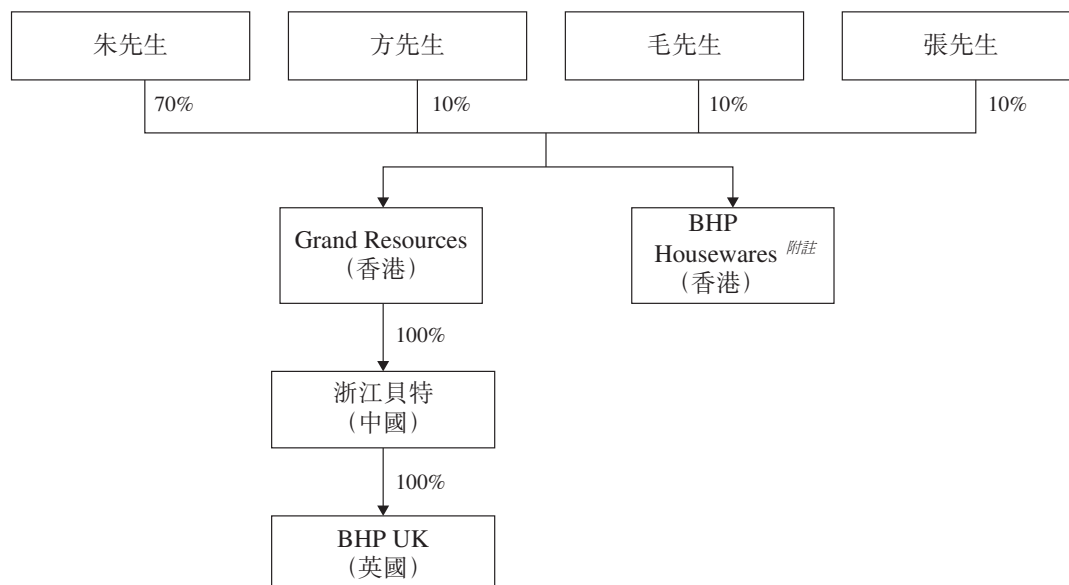 朱先生
方先生
毛先生
張先生
70%
10%
10%
10%
Grand Resources
（香港）
BHP
Housewares 附註
（香港）
100%
浙江貝特
（中國）
100%
BHP UK
（英國）